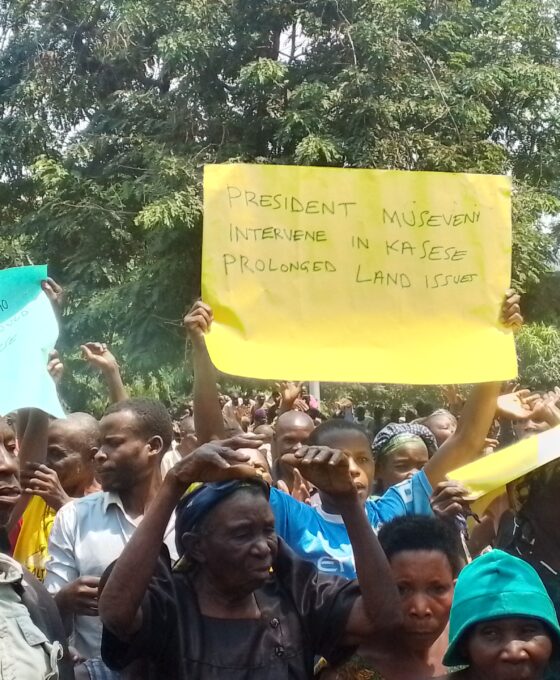 PRESIDENT MUSEVENI
INTERVENE IN KASESE
PROLONGED LAND ISSUES